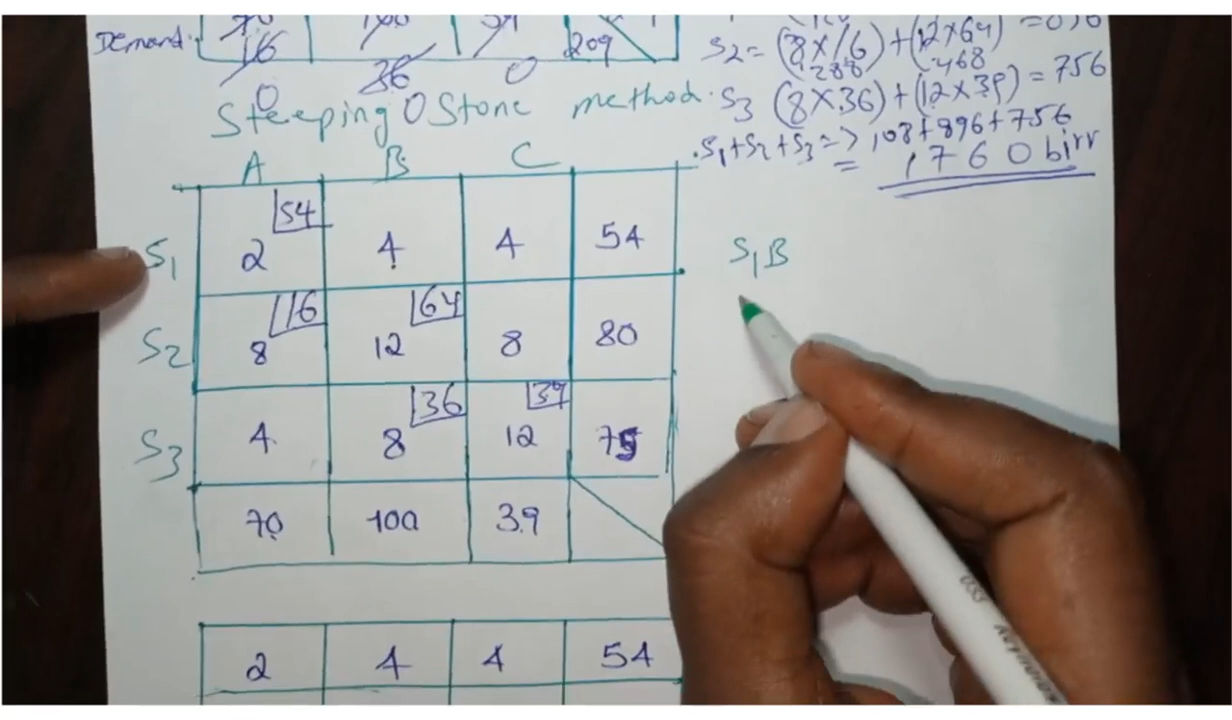 Demand:
16
36
0
209
0
S2= (8×16)+(12×64)
288
468
S3 (8×36)+(12×39)=756
Steeping Stone method.
S1+S2+S3=>108+896+756
= 1760 birr
A B C
54
S1 2 4 4 54
S1B
16 64
S2 8 12 8 80
36 39
S3 4 8 12 75
70 100 39
2 4 4 54